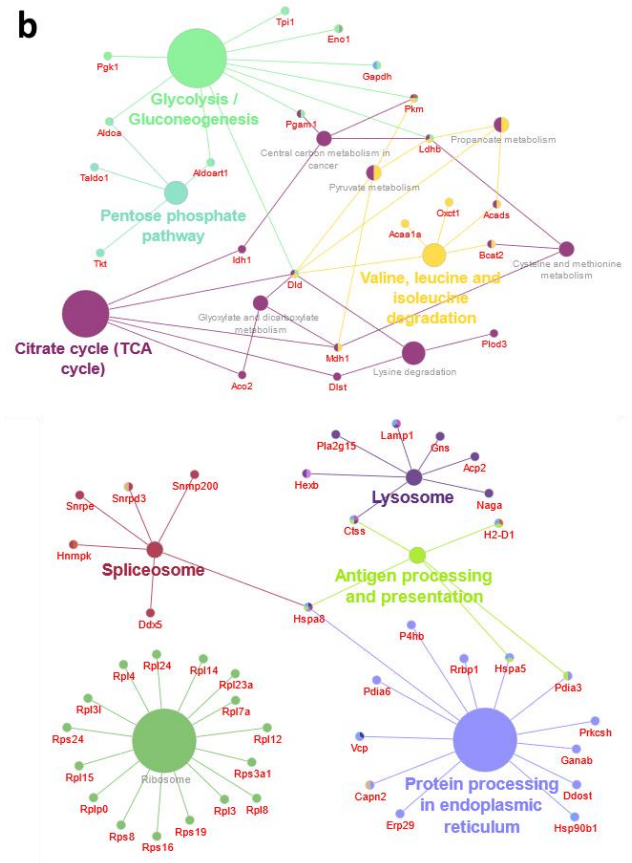 b
Tpi1
Eno1
Pgk1
Gapdh
Glycolysis /
Gluconeogenesis
Pkm
Pgam1
Aldoa
Central carbon metabolism in
cancer
Ldhb
Propanoate metabolism
Taldo1
Aldoart1
Pyruvate metabolism
Pentose phosphate
pathway
Oxct1
Acads
Acaa1a
Tkt
Idh1
Bcat2
Cysteine and methionine
metabolism
Dld
Valine, leucine and
isoleucine
degradation
Glyoxylate and dicarboxylate
metabolism
Citrate cycle (TCA
cycle)
Mdh1
Plod3
Lysine degradation
Aco2
Dlst
Lamp1
Pla2g15
Gns
Acp2
Snrpd3
Snrnp200
Hexb
Lysosome
Naga
Snrpe
Ctss
H2-D1
Hnrnpk
Spliceosome
Antigen processing
and presentation
Ddx5
Hspa8
P4hb
Rpl24
Rpl14
Rpl4
Rrbp1
Hspa5
Rpl23a
Pdia3
Rpl3l
Rpl7a
Pdia6
Rps24
Rpl12
Prkcsh
Vcp
Ganab
Rpl15
Rps3a1
Ribosome
Protein processing
in endoplasmic
reticulum
Capn2
Ddost
Rplp0
Rpl3
Rpl8
Erp29
Hsp90b1
Rps8
Rps16
Rps19